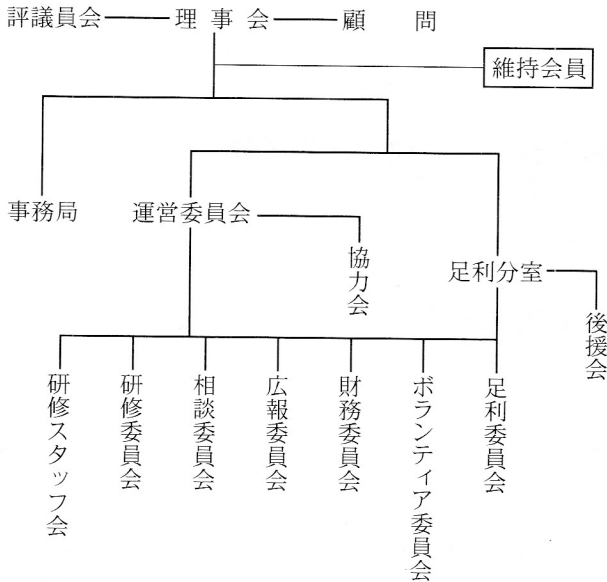 評議員会 理事会 顧問
維持会員
事務局
運営委員会
協力会
足利分室
後援会
研修スタッフ会
研修委員会
相談委員会
広報委員会
財務委員会
ボランティア委員会
足利委員会